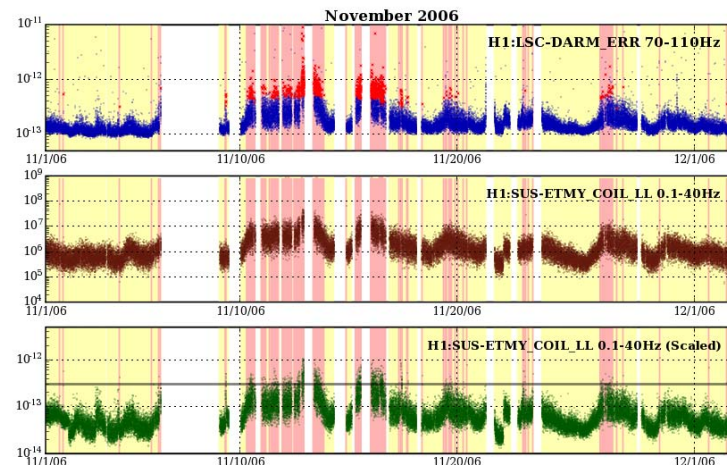 November 2006
10⁻¹¹
H1:LSC-DARM_ERR 70-110Hz
10⁻¹²
10⁻¹³
11/1/06 11/10/06 11/20/06 12/1/06
10⁹
H1:SUS-ETMY_COIL_LL 0.1-40Hz
10⁸
10⁷
10⁶
10⁵
10⁴
11/1/06 11/10/06 11/20/06 12/1/06
H1:SUS-ETMY_COIL_LL 0.1-40Hz (Scaled)
10⁻¹²
10⁻¹³
10⁻¹⁴
11/1/06 11/10/06 11/20/06 12/1/06